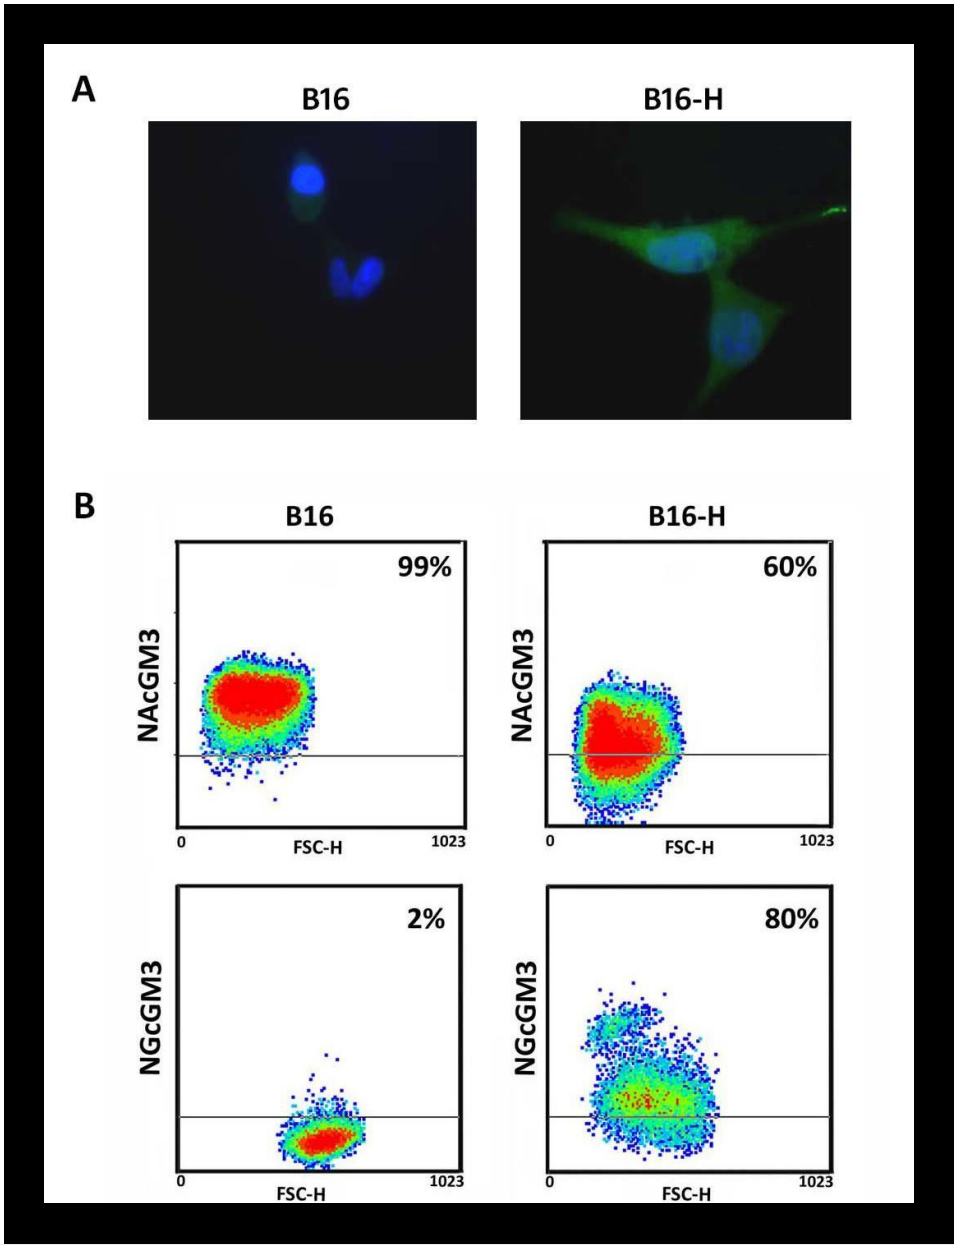 A
B16
B16-H
B
B16
B16-H
99%
60%
NAcGM3
NAcGM3
0
FSC-H
1023
0
FSC-H
1023
2%
80%
NGcGM3
NGcGM3
0
FSC-H
1023
0
FSC-H
1023